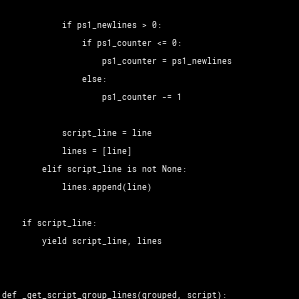 if ps1_newlines > 0:
if ps1_counter <= 0:
ps1_counter = ps1_newlines
else:
ps1_counter -= 1
script_line = line
lines = [line]
elif script_line is not None:
lines.append(line)
if script_line:
yield script_line, lines
def _get_script_group_lines(grouped, script):